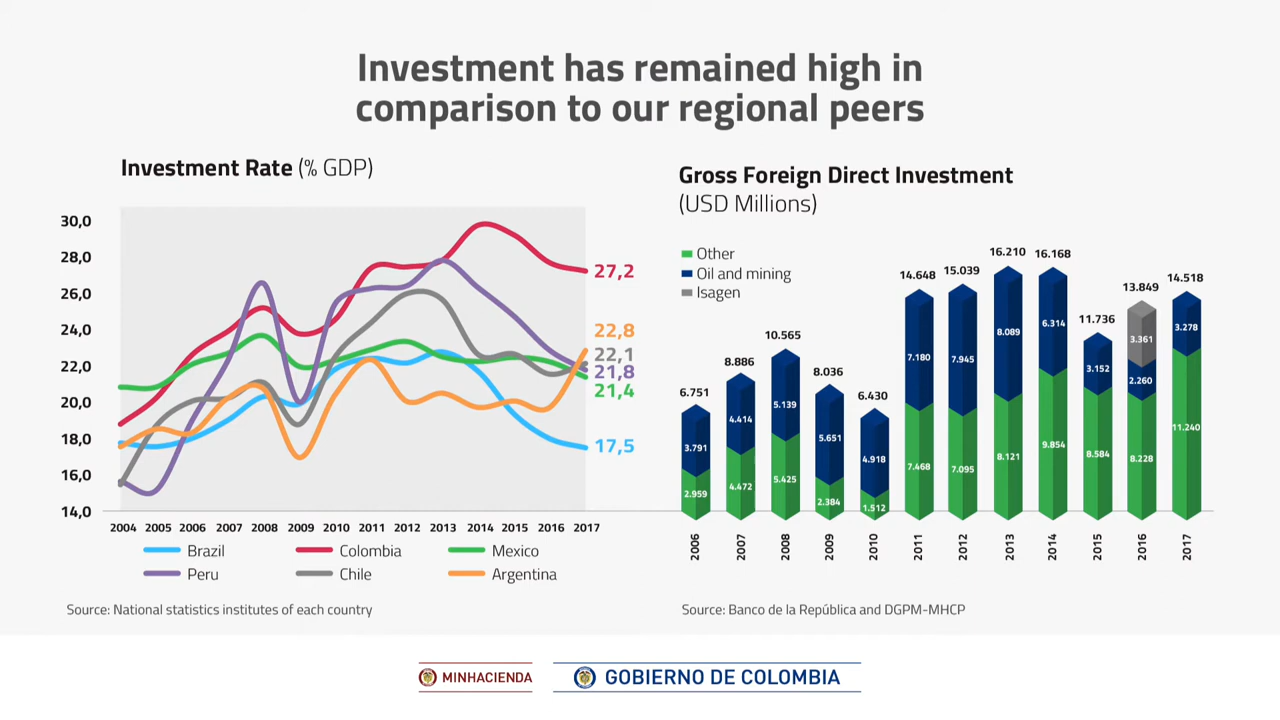 Investment has remained high in
comparison to our regional peers
Investment Rate (% GDP)
30,0
28,0
26,0
24,0
22,0
20,0
18,0
16,0
14,0
27,2
22,8
22,1
21,8
21,4
17,5
2004 2005 2006 2007 2008 2009 2010 2011 2012 2013 2014 2015 2016 2017
Brazil Colombia Mexico
Peru Chile Argentina
Source: National statistics institutes of each country
Gross Foreign Direct Investment
(USD Millions)
Other
Oil and mining
Isagen
6.751 8.886 10.565 8.036 6.430 14.648 15.039 16.210 16.168 11.736 13.849 14.518
3.361
3.791 4.414 5.139 5.651 4.918 7.180 7.945 8.089 6.314 3.152 2.260 3.278
2.959 4.472 5.425 2.384 1.512 7.468 7.095 8.121 9.854 8.584 8.228 11.240
2006 2007 2008 2009 2010 2011 2012 2013 2014 2015 2016 2017
Source: Banco de la República and DGPM-MHCP
MINHACIENDA
GOBIERNO DE COLOMBIA